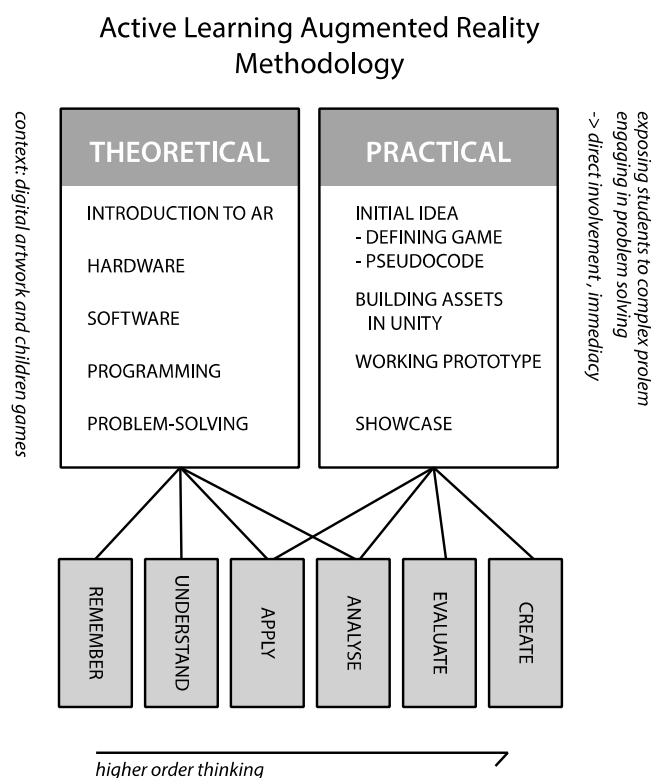 Active Learning Augmented Reality
Methodology
context: digital artwork and children games
THEORETICAL
INTRODUCTION TO AR
HARDWARE
SOFTWARE
PROGRAMMING
PROBLEM-SOLVING
PRACTICAL
INITIAL IDEA
- DEFINING GAME
- PSEUDOCODE
BUILDING ASSETS
IN UNITY
WORKING PROTOTYPE
SHOWCASE
exposing students to complex prolem
engaging in problem solving
-> direct involvement, immediacy
REMEMBER
UNDERSTAND
APPLY
ANALYSE
EVALUATE
CREATE
higher order thinking